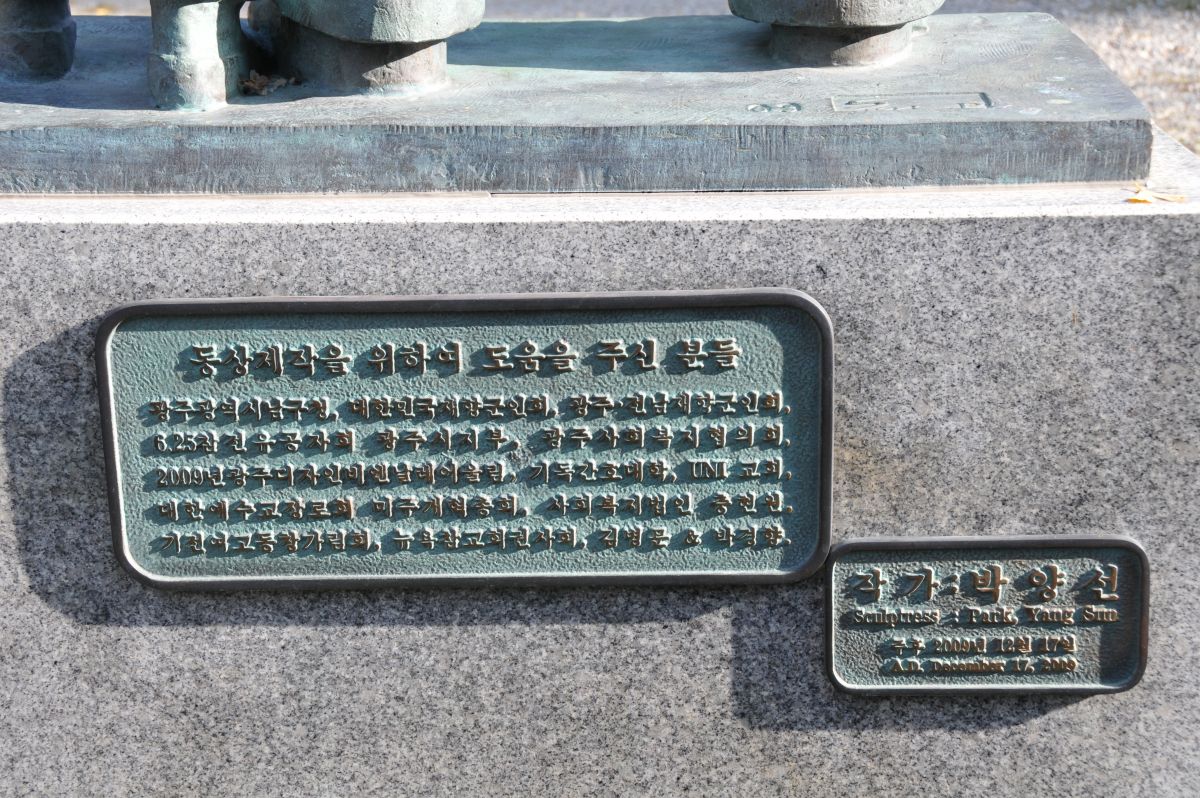 동상제작을 위하여 도움을 주신 분들
광주광역시남구청, 대한민국재향군인회, 광주·전남재향군인회,
6.25참전유공자회 광주시지부, 광주사회복지협의회,
2009년광주디자인비엔날레어울림, 기독간호대학, UNI 교회,
대한예수교장로회 미주개혁총회, 사회복지법인 충현원,
기전여고동창가림회, 뉴욕참교회권사회, 김병문 & 박경향.
작 가 : 박 양 선
Sculptress : Park, Yang Sun
주후 2009년 12월 17일
A.D. December 17, 2009